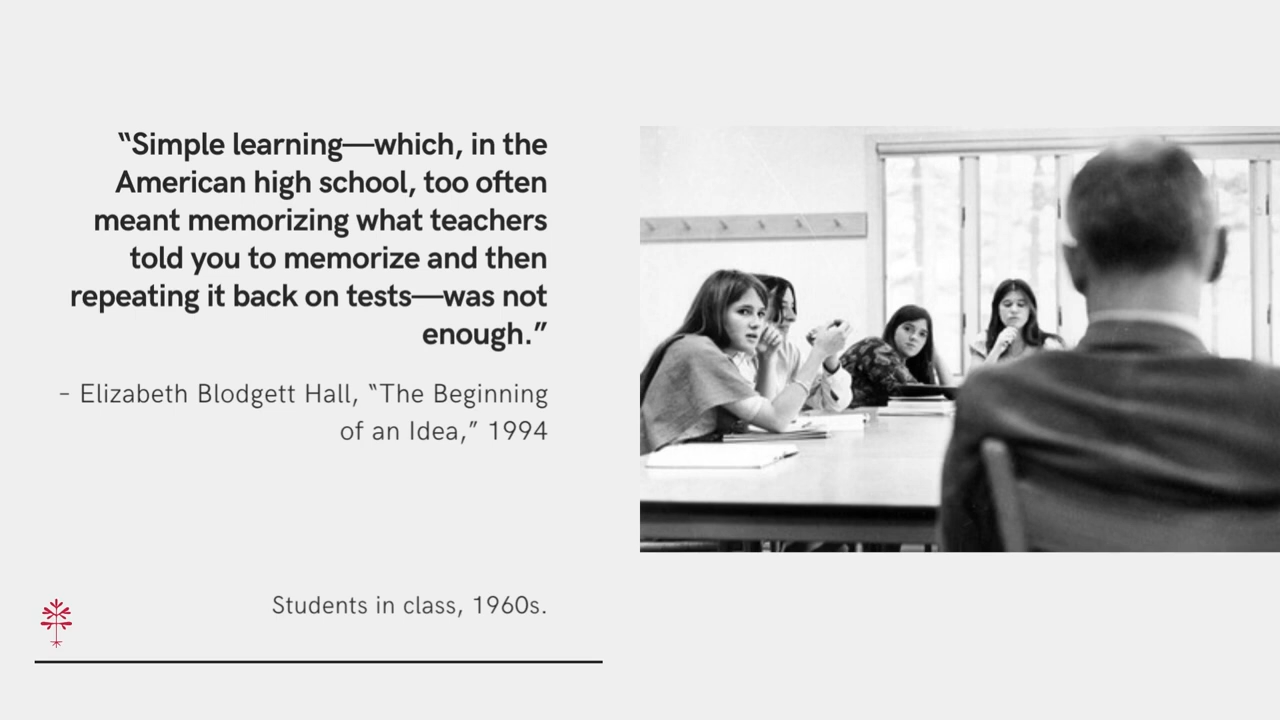 “Simple learning—which, in the
American high school, too often
meant memorizing what teachers
told you to memorize and then
repeating it back on tests—was not
enough.”
– Elizabeth Blodgett Hall, “The Beginning
of an Idea,” 1994
Students in class, 1960s.